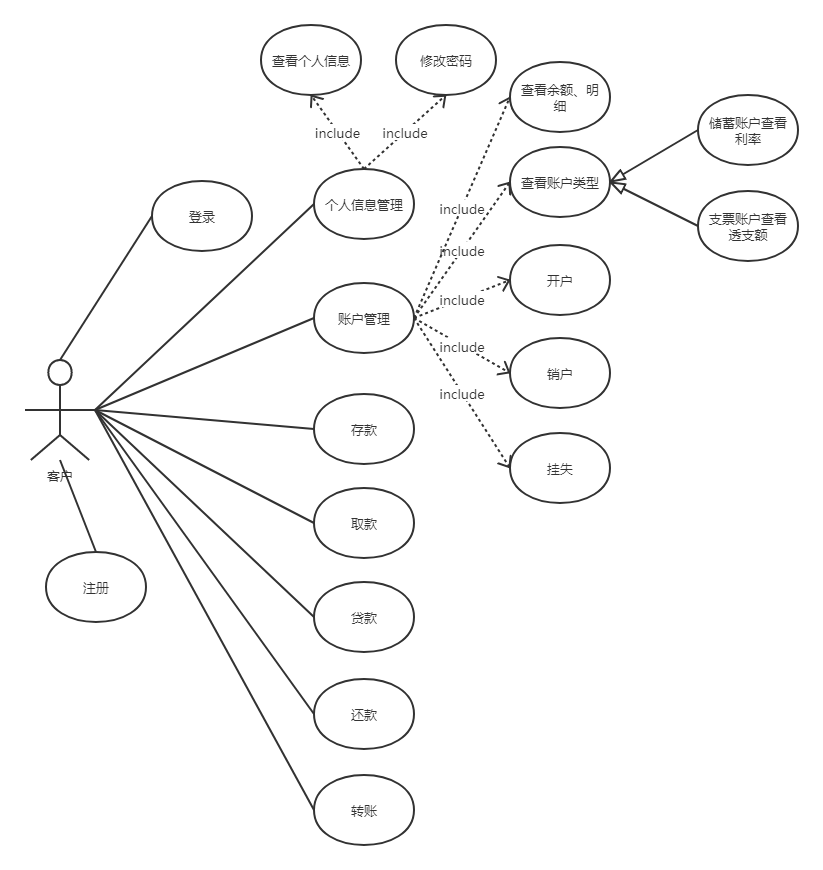 查看个人信息
修改密码
查看余额、明
细
储蓄账户查看
利率
include
include
查看账户类型
个人信息管理
登录
include
支票账户查看
透支额
include
开户
include
账户管理
include
销户
include
存款
挂失
客户
取款
注册
贷款
还款
转账